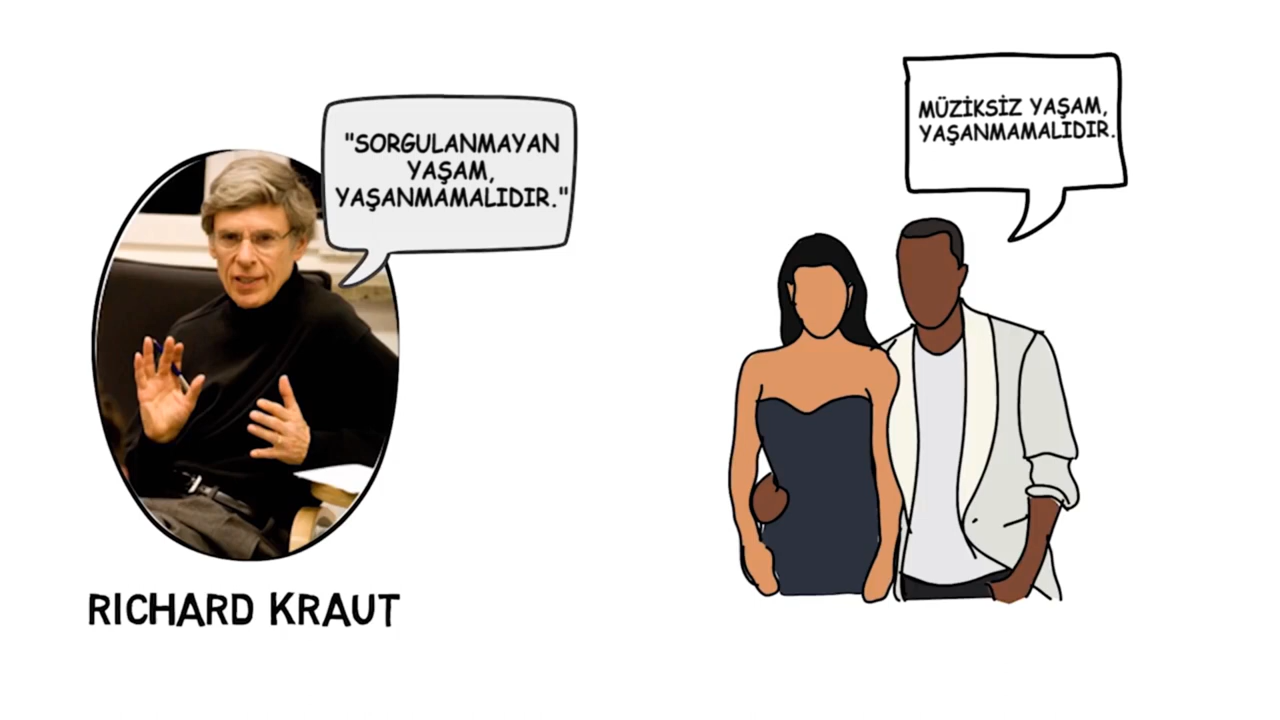 "SORGULANMAYAN
YAŞAM,
YAŞANMAMALIDIR."
RICHARD KRAUT
MÜZİKSİZ YAŞAM,
YAŞANMAMALIDIR.